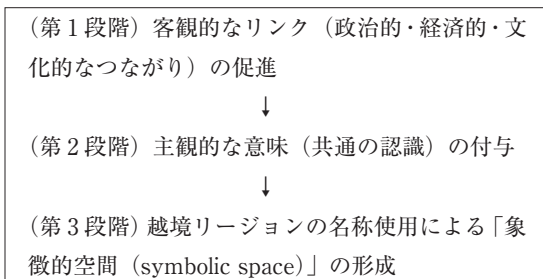 (第1段階) 客観的なリンク (政治的・経済的・文
化的なつながり) の促進
↓
(第2段階) 主観的な意味 (共通の認識) の付与
↓
(第3段階) 越境リージョンの名称使用による「象
徴的空間 (symbolic space)」の形成